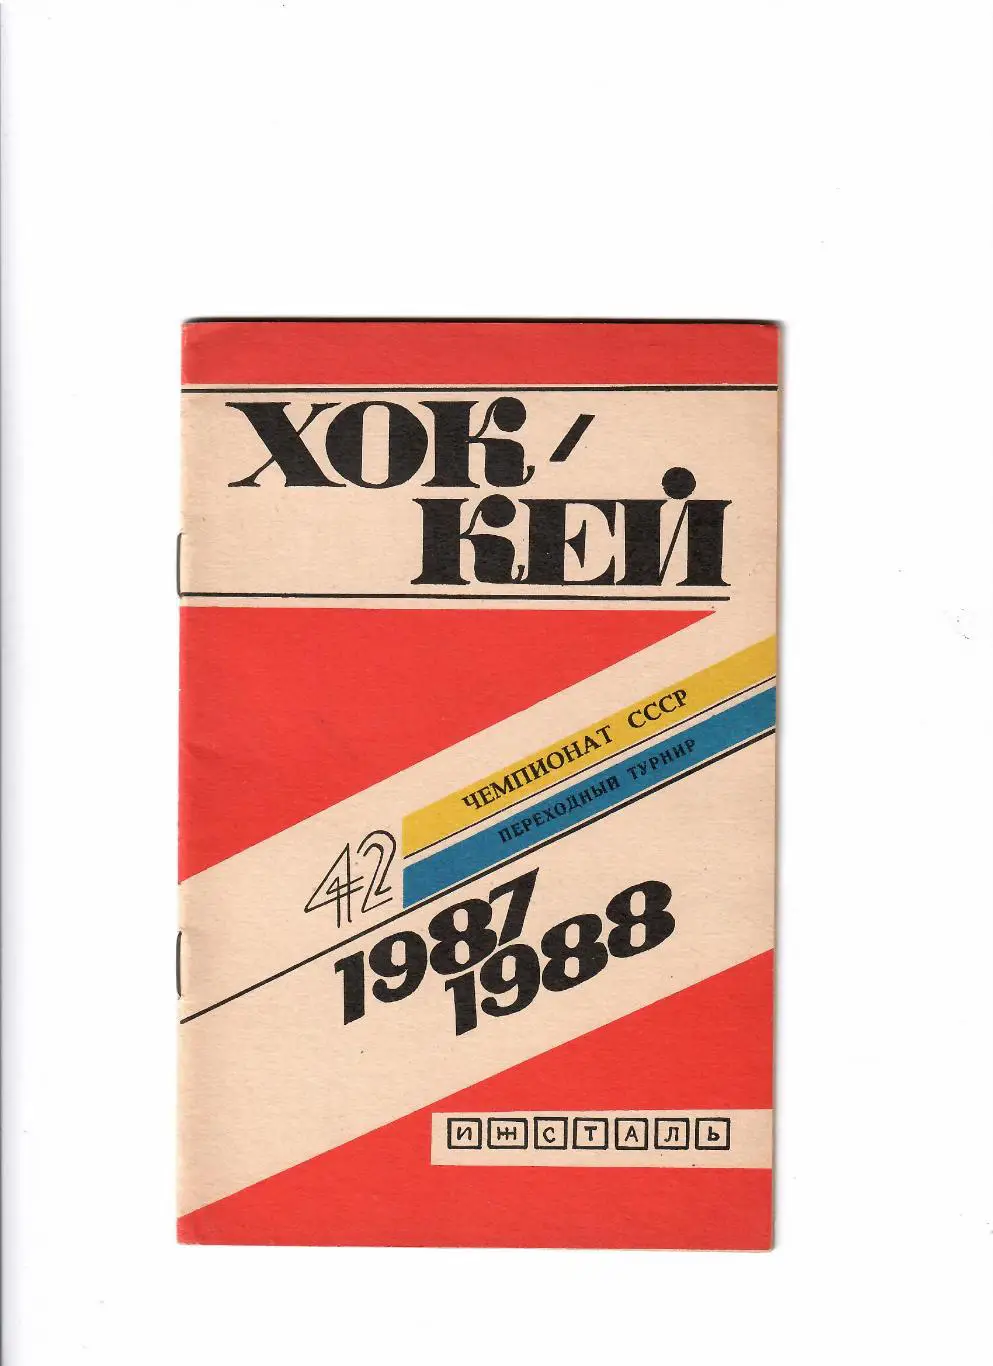 ХОК-
КЕЙ
ЧЕМПИОНАТ СССР
ПЕРЕХОДНЫЙ ТУРНИР
42
1987
1988
ИЖСТАЛЬ